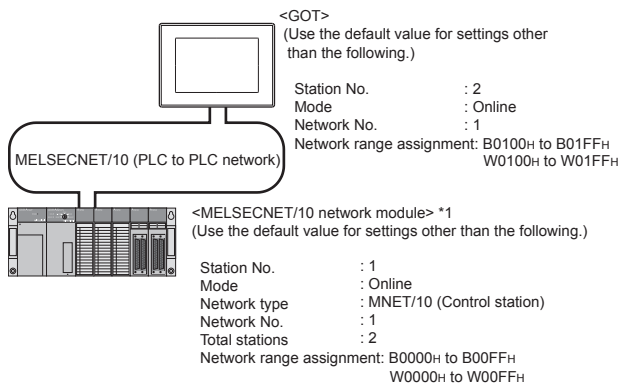 <GOT>
(Use the default value for settings other
than the following.)
Station No. : 2
Mode : Online
Network No. : 1
Network range assignment: B0100H to B01FFH
W0100H to W01FFH
MELSECNET/10 (PLC to PLC network)
<MELSECNET/10 network module> *1
(Use the default value for settings other than the following.)
Station No. : 1
Mode : Online
Network type : MNET/10 (Control station)
Network No. : 1
Total stations : 2
Network range assignment: B0000H to B00FFH
W0000H to W00FFH